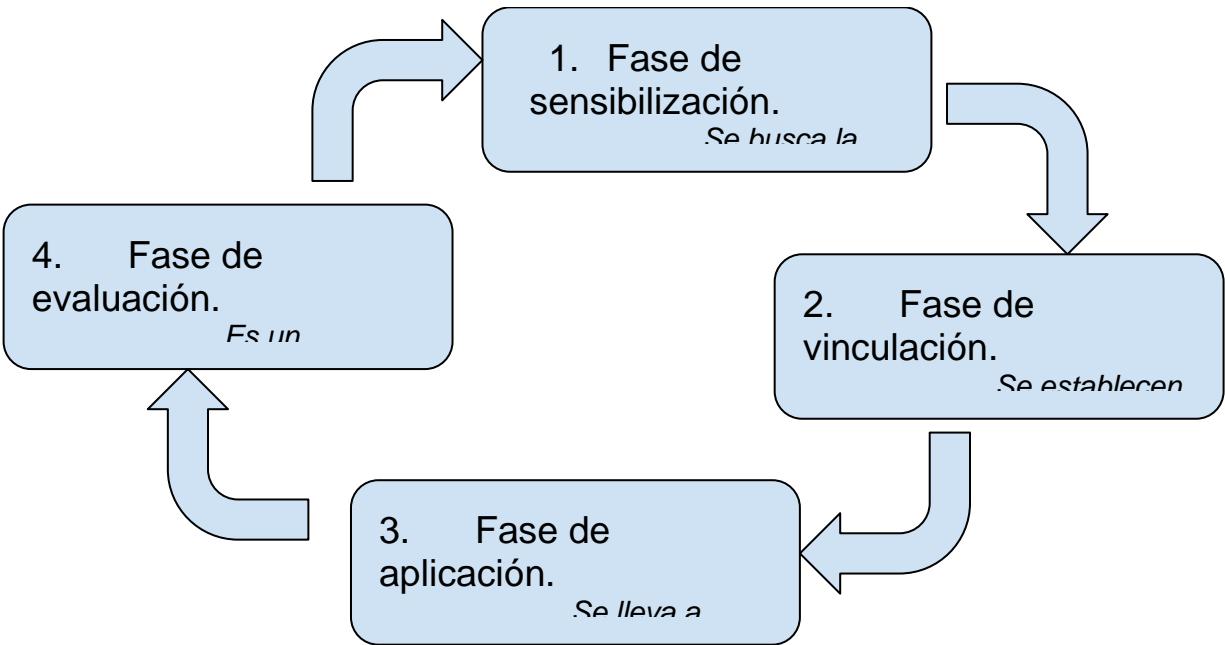 1. Fase de
sensibilización.
Se busca la
2. Fase de
vinculación.
Se establecen
3. Fase de
aplicación.
Se lleva a
4. Fase de
evaluación.
Es un